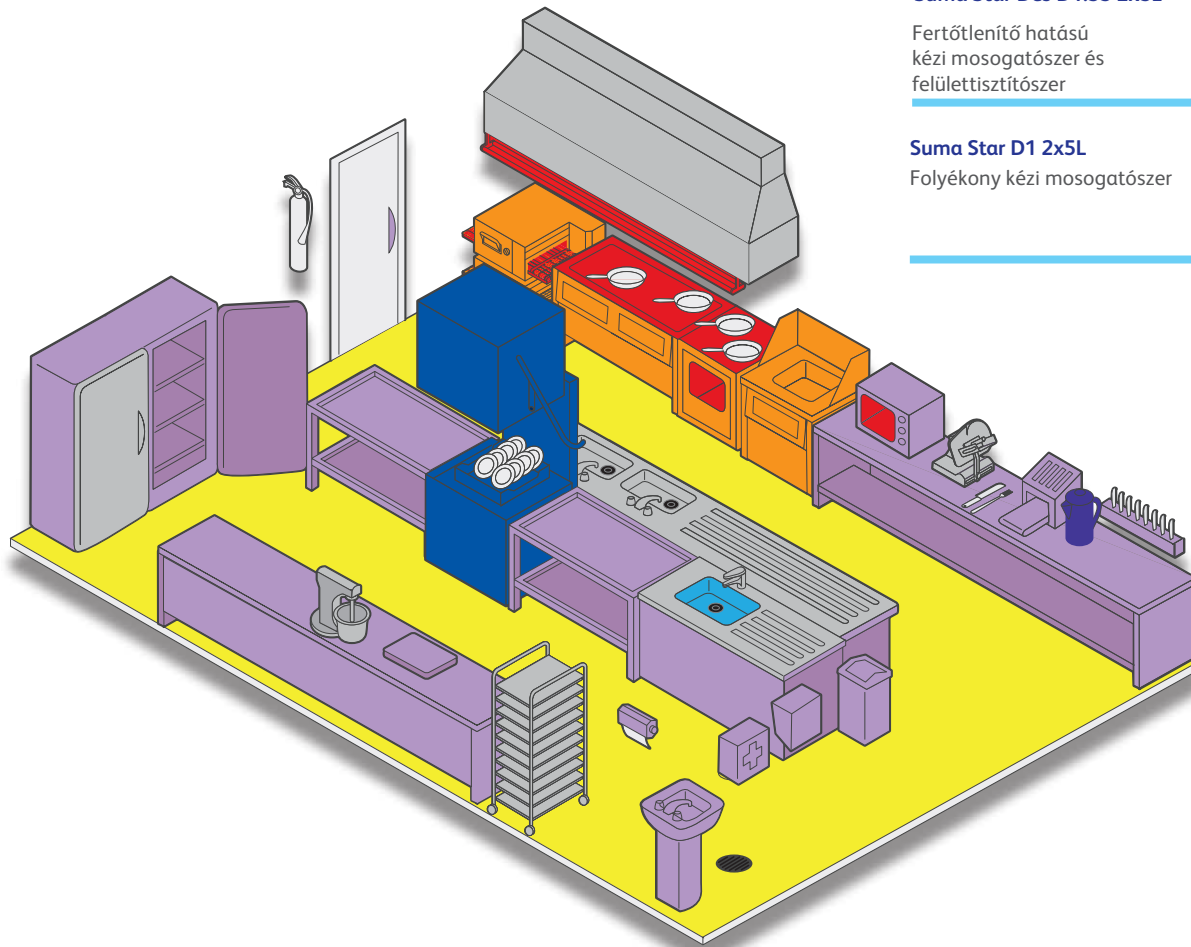 Fertőtlenítő hatású
kézi mosogatószer és
felülettisztítószer
Suma Star D1 2x5L
Folyékony kézi mosogatószer